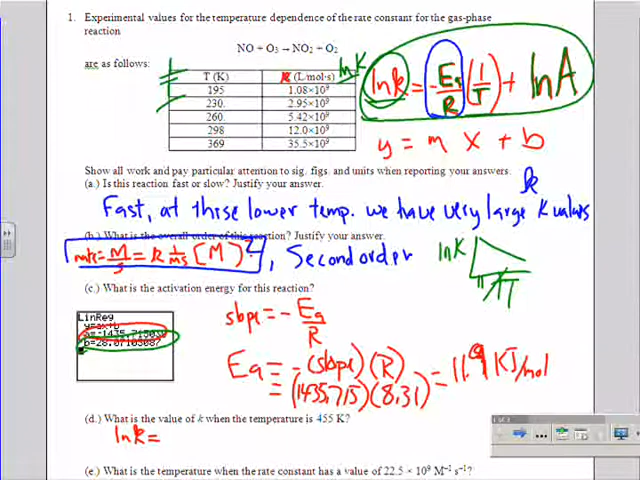 1. Experimental values for the temperature dependence of the rate constant for the gas-phase
reaction
NO + O3 → NO2 + O2
are as follows:
lnK
T (K) k (L/mol·s)
195 1.08×10^9
230. 2.95×10^9
260. 5.42×10^9
298 12.0×10^9
369 35.5×10^9
lnk = -Ea/R (1/T) + lnA
y = m x + b
Show all work and pay particular attention to sig. figs. and units when reporting your answers.
(a.) Is this reaction fast or slow? Justify your answer.
k
Fast, at these lower temp. we have very large K values
(b.) What is the overall order of this reaction? Justify your answer.
rate = M/s = k 1/Ms [M]^2, Second order
lnK
1/T
(c.) What is the activation energy for this reaction?
LinReg
y=ax+b
a=-1435.715039
slope = -Ea/R
Ea = -(slope)(R)
= (1435.715)(8.31) = 11.9 KJ/mol
(d.) What is the value of k when the temperature is 455 K?
lnk=
(e.) What is the temperature when the rate constant has a value of 22.5 × 10^9 M^-1 s^-1?